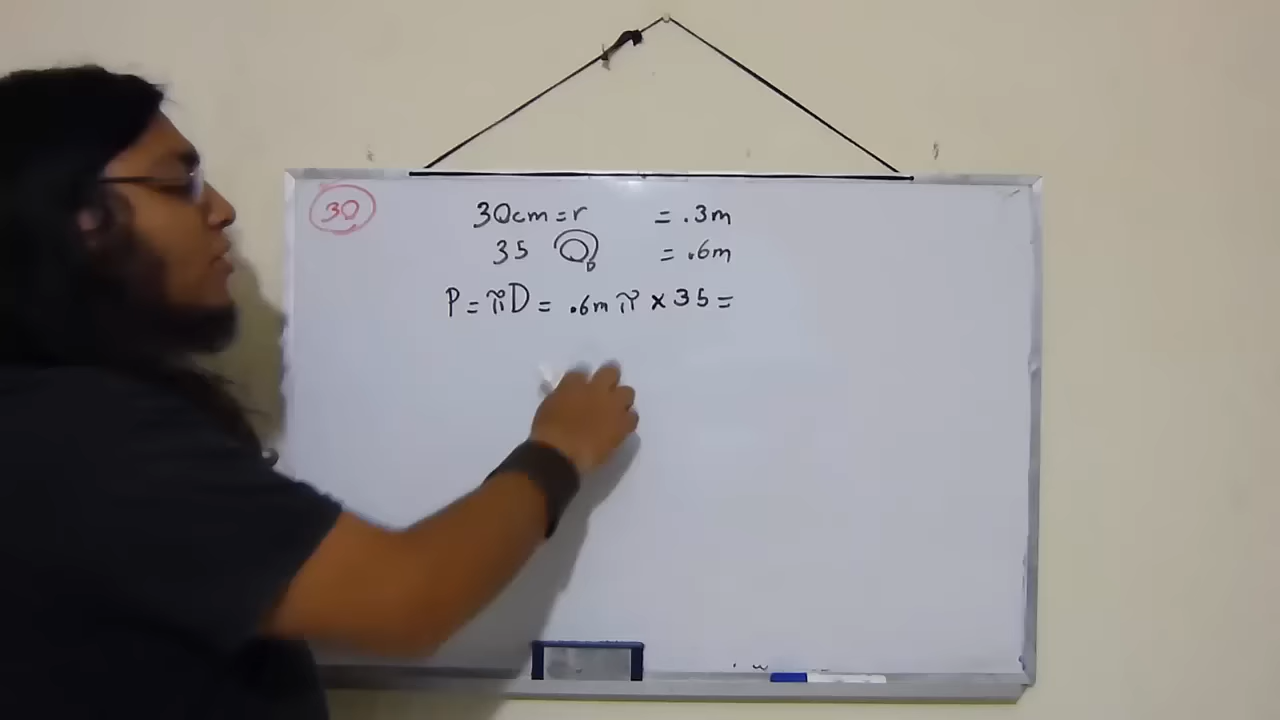 30
30cm = r = .3m
35 = .6m
P = πD = .6m π × 35 =